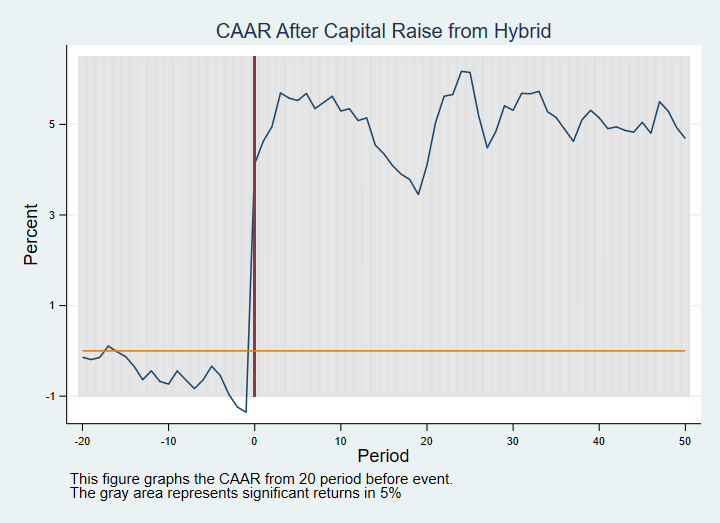 CAAR After Capital Raise from Hybrid
Percent
5
3
1
-1
-20
-10
0
10
20
30
40
50
Period
This figure graphs the CAAR from 20 period before event.
The gray area represents significant returns in 5%